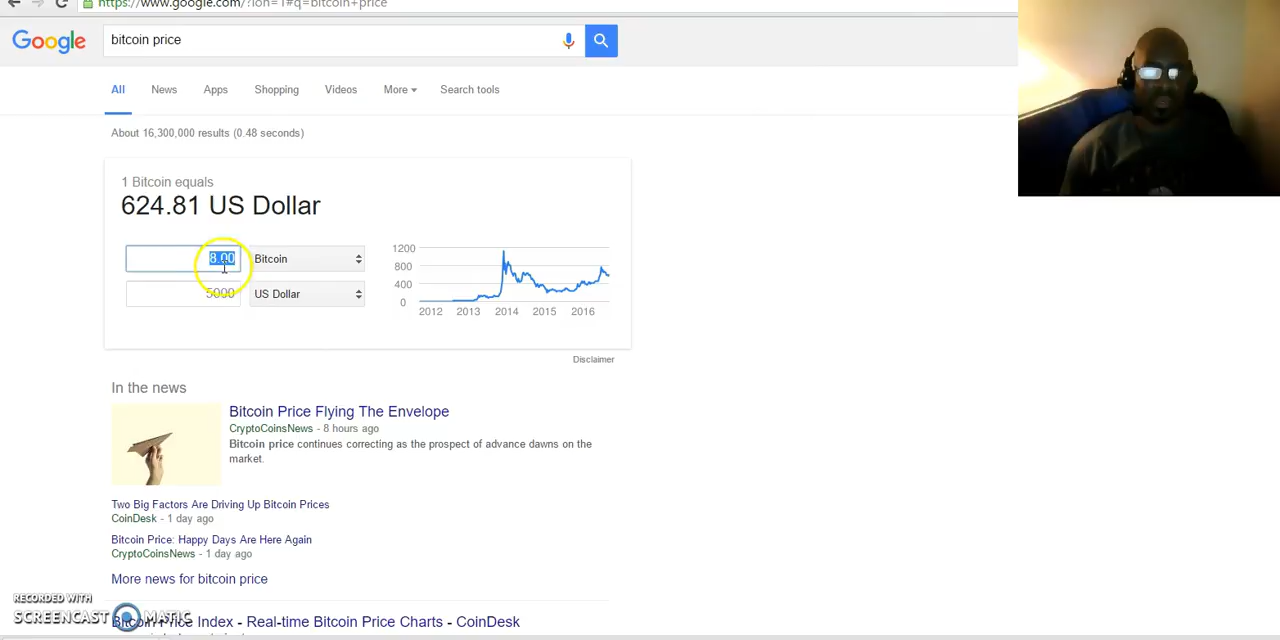 https://www.google.com/?ion=1#q=bitcoin+price
Google
bitcoin price
All
News
Apps
Shopping
Videos
More
Search tools
About 16,300,000 results (0.48 seconds)
1 Bitcoin equals
624.81 US Dollar
8.00
Bitcoin
5000
US Dollar
1200
800
400
0
2012 2013 2014 2015 2016
Disclaimer
In the news
Bitcoin Price Flying The Envelope
CryptoCoinsNews - 8 hours ago
Bitcoin price continues correcting as the prospect of advance dawns on the
market.
Two Big Factors Are Driving Up Bitcoin Prices
CoinDesk - 1 day ago
Bitcoin Price: Happy Days Are Here Again
CryptoCoinsNews - 1 day ago
More news for bitcoin price
RECORDED WITH
SCREENCAST MATIC
Bitcoin Price Index - Real-time Bitcoin Price Charts - CoinDesk